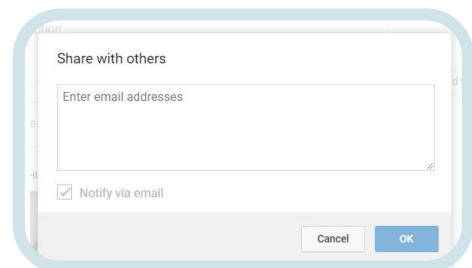 Share with others
Enter email addresses
Notify via email
Cancel
OK